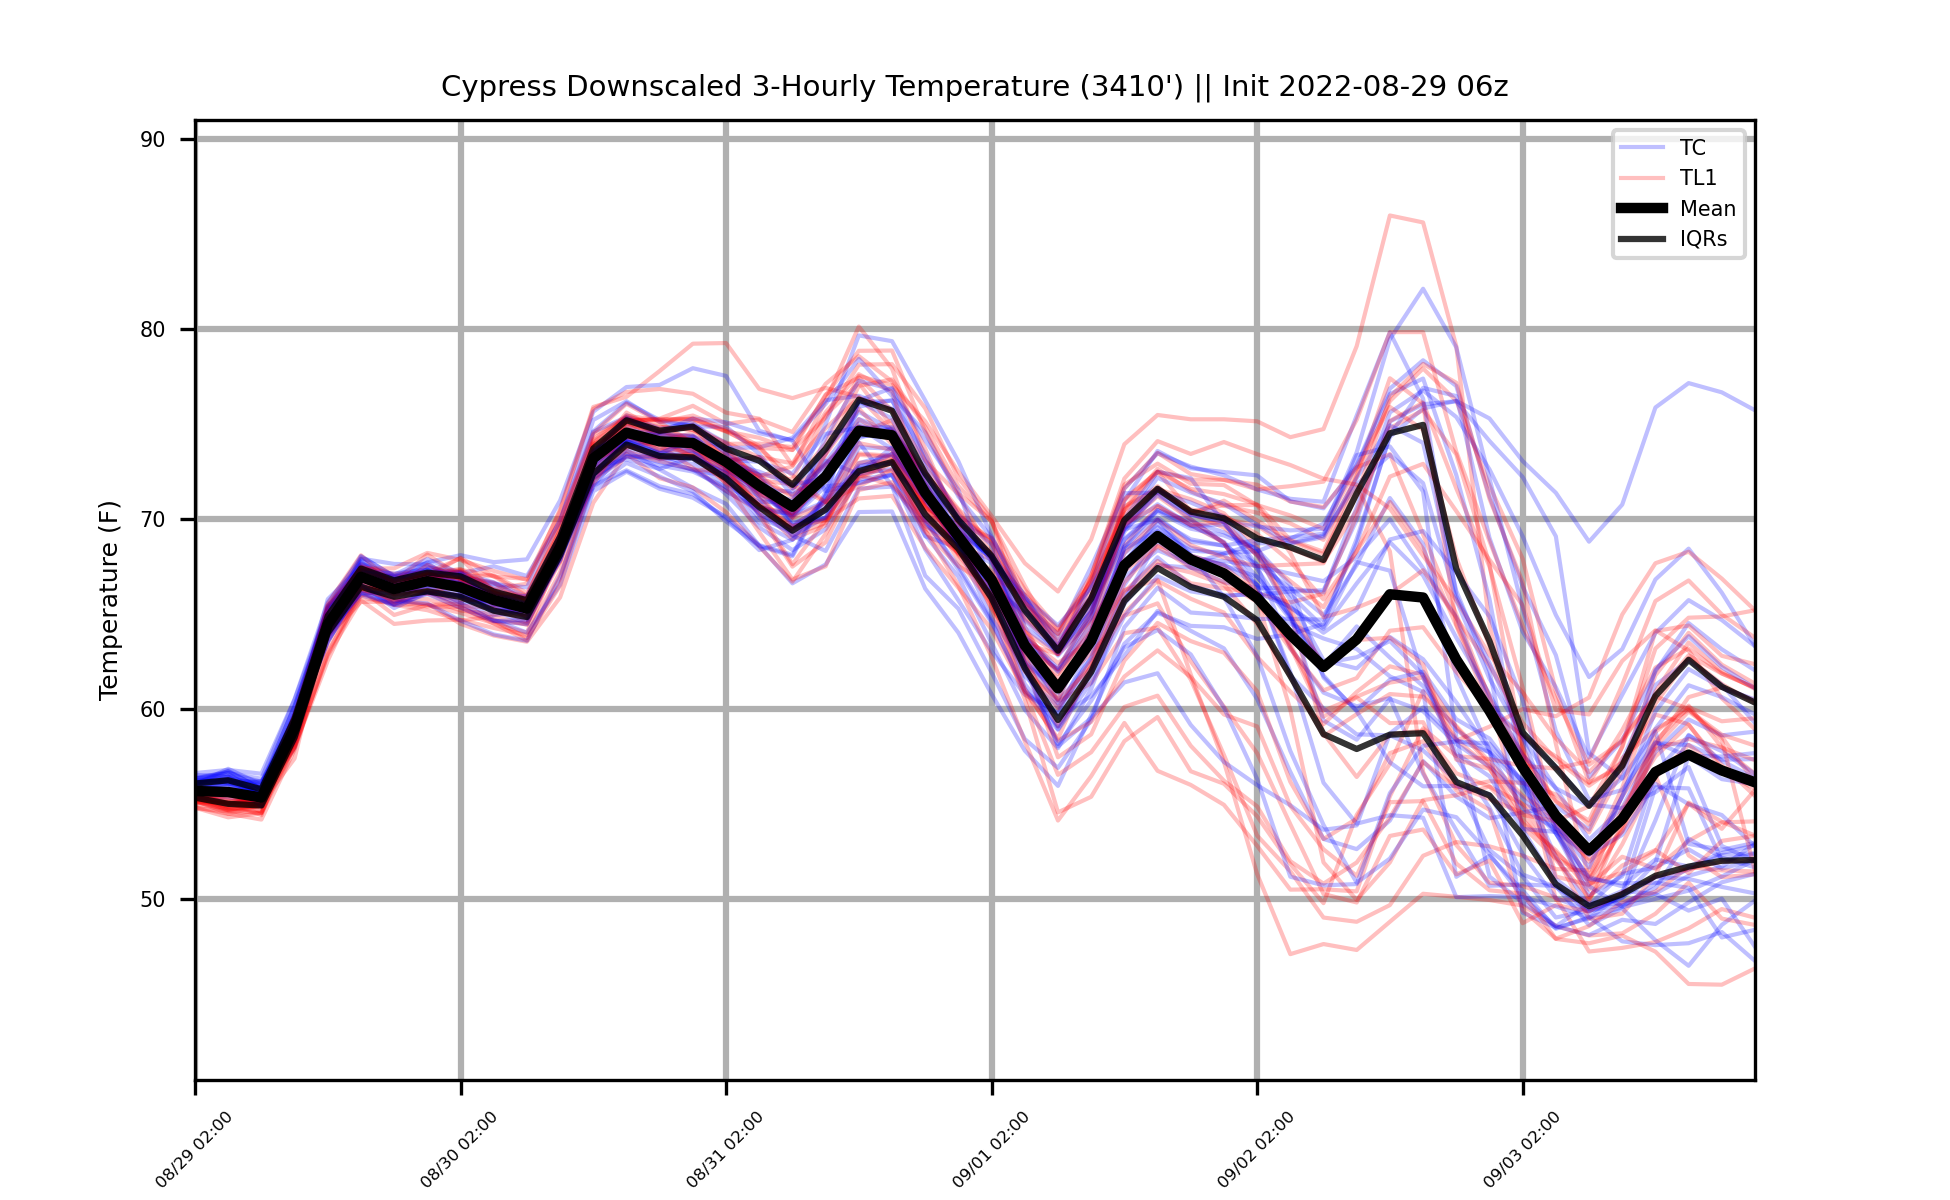 Cypress Downscaled 3-Hourly Temperature (3410') || Init 2022-08-29 06z
TC
TL1
Mean
IQRs
Temperature (F)
90
80
70
60
50
08/29 02:00
08/30 02:00
08/31 02:00
09/01 02:00
09/02 02:00
09/03 02:00